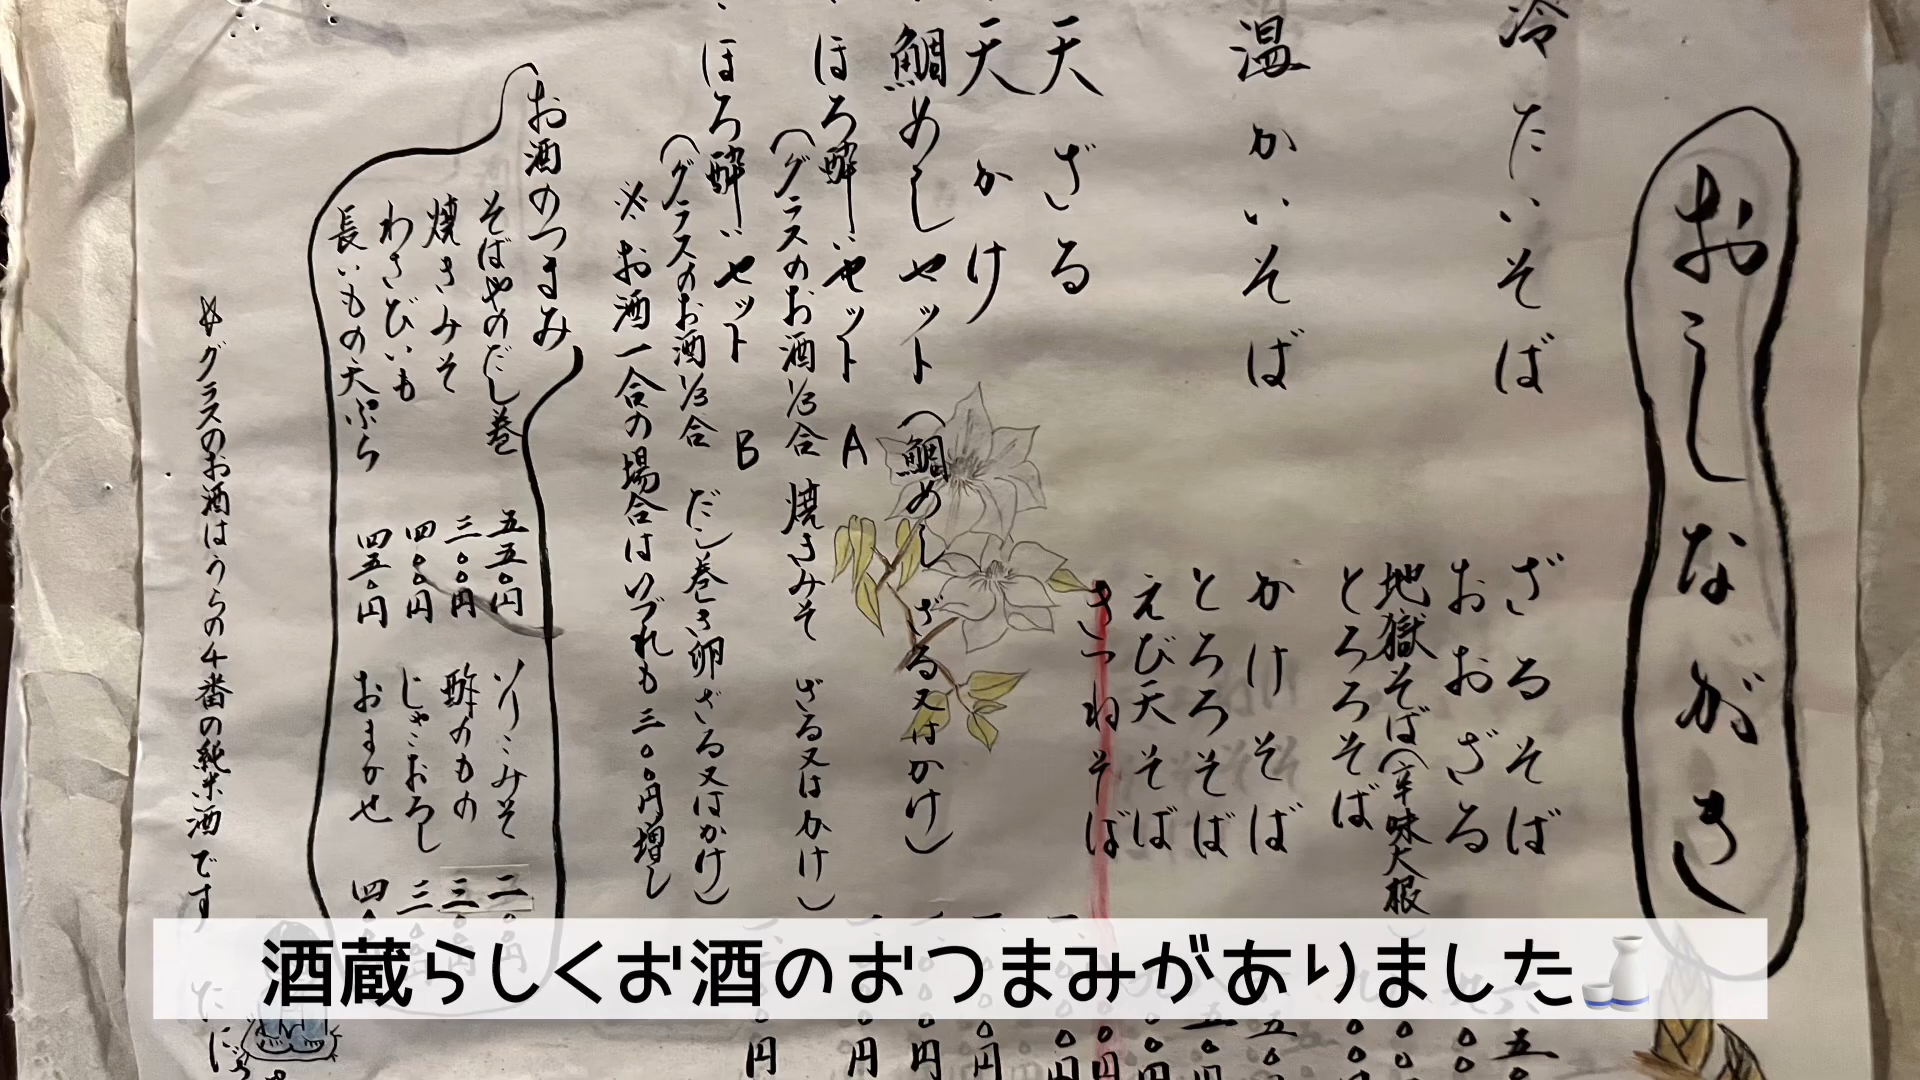 おしながき
冷たいそば
ざるそば
おおざる
地獄そば(辛味大根)
とろろそば
温かいそば
かけそば
とろろそば
えび天そば
きつねそば
天ざる
天かけ
鯛めしセット(鯛めし ざる又はかけ)
ほろ酔いセット A
(グラスのお酒1/3合 焼きみそ ざる又はかけ)
ほろ酔いセット B
(グラスのお酒1/3合 だし巻き卵 ざる又はかけ)
※お酒一合の場合はいづれも三〇〇円増し
お酒のつまみ
そばやのだし巻 五五〇円
焼きみそ 三〇〇円
わさびいも 四〇〇円
長いもの天ぷら 四五〇円
ソリこみそ 二〇〇円
酢のもの
じゃこおろし
おまかせ
☆グラスのお酒はうらの4番の純米酒です
酒蔵らしくお酒のおつまみがありました🍶